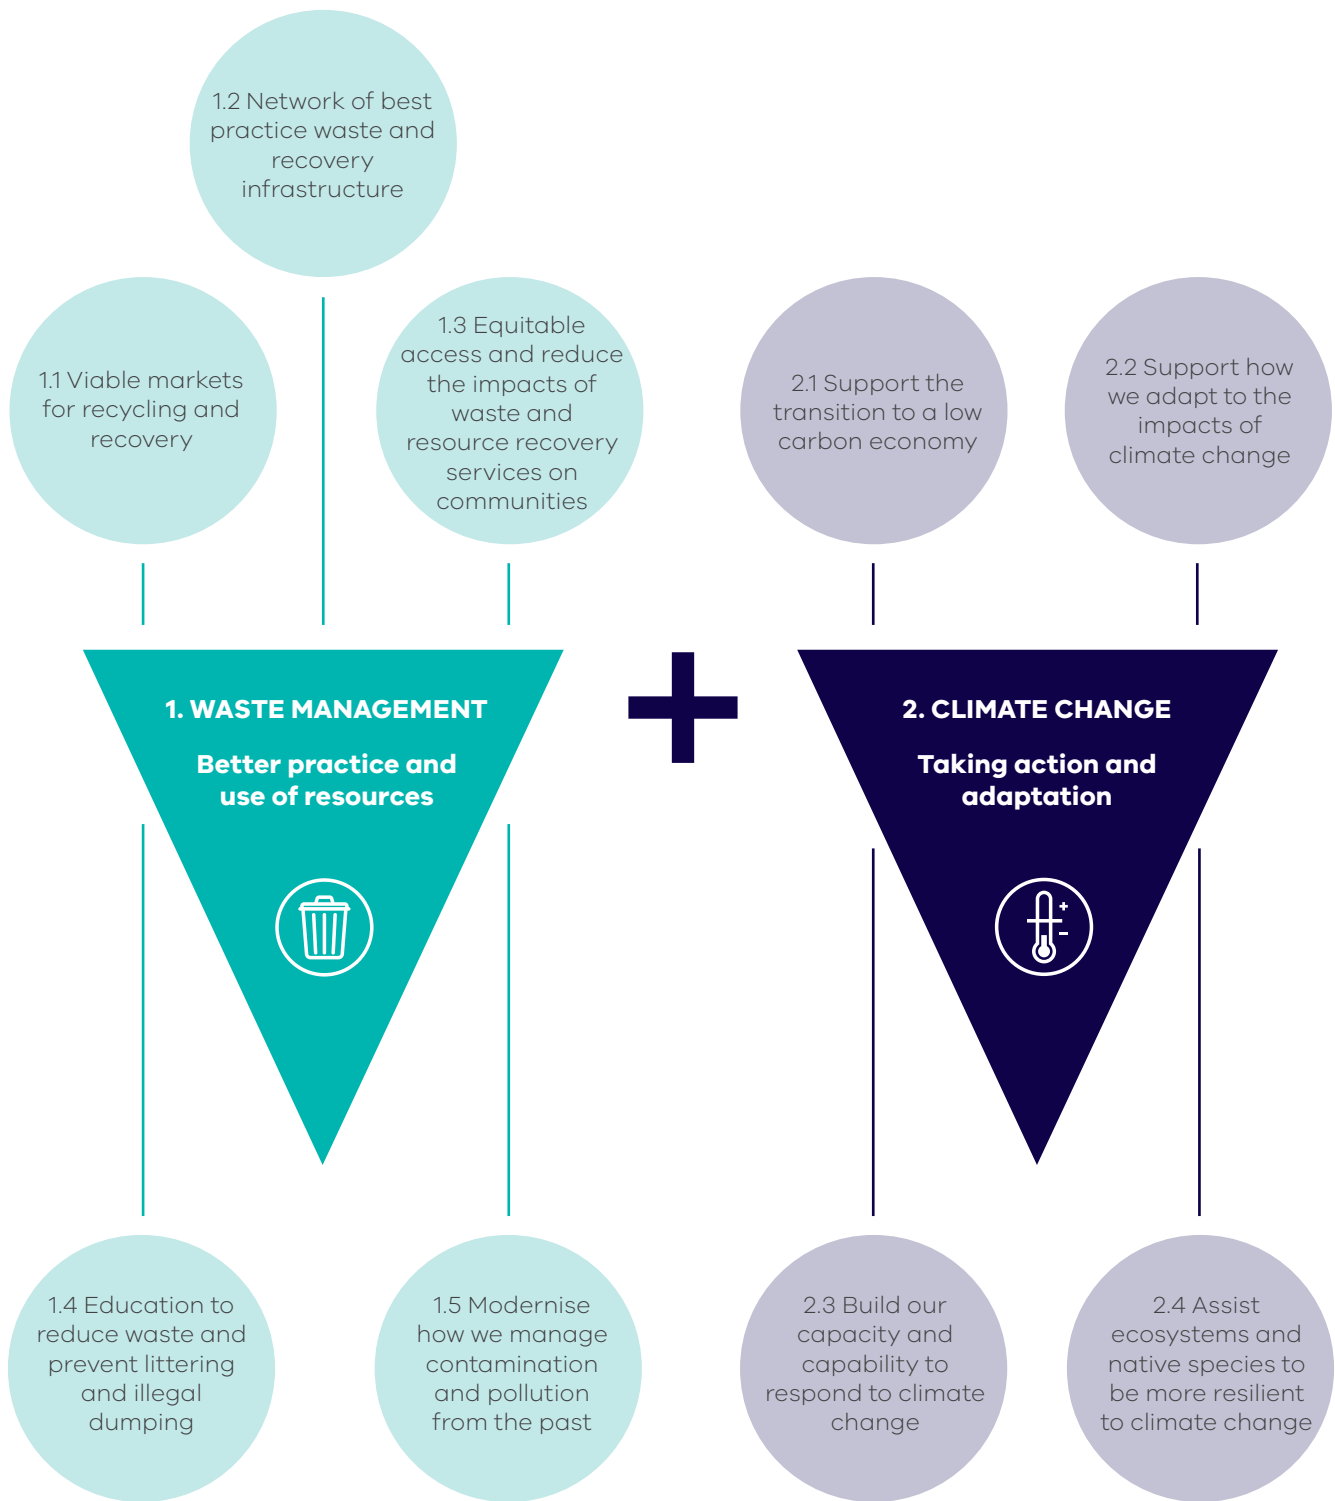 1.2 Network of best
practice waste and
recovery
infrastructure
1.1 Viable markets
for recycling and
recovery
1.3 Equitable
access and reduce
the impacts of
waste and
resource recovery
services on
communities
2.1 Support the
transition to a low
carbon economy
2.2 Support how
we adapt to the
impacts of
climate change
1. WASTE MANAGEMENT
Better practice and
use of resources
2. CLIMATE CHANGE
Taking action and
adaptation
1.4 Education to
reduce waste and
prevent littering
and illegal
dumping
1.5 Modernise
how we manage
contamination
and pollution
from the past
2.3 Build our
capacity and
capability to
respond to climate
change
2.4 Assist
ecosystems and
native species to
be more resilient
to climate change